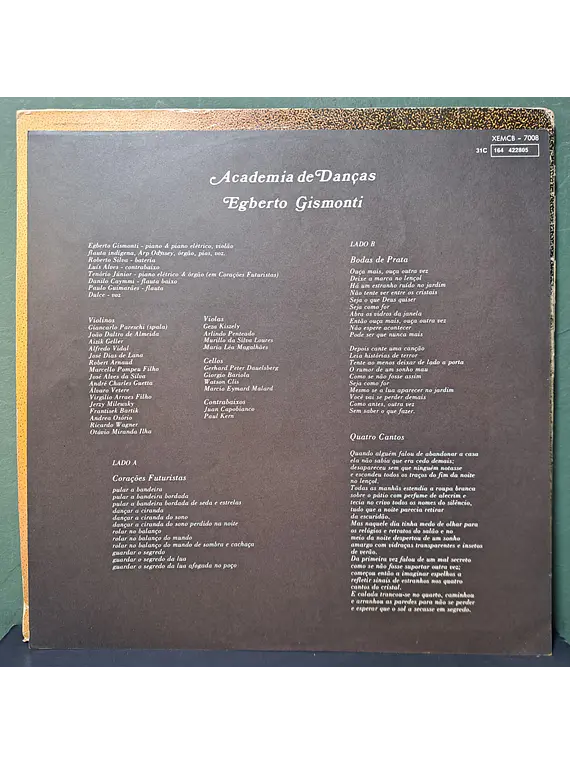 XEMCB - 7008
31C 164 422805
Academia de Danças
Egberto Gismonti
Egberto Gismonti - piano & piano elétrico, violão
flauta indígena, Arp Odyssey, órgão, pios, voz.
Roberto Silva - bateria
Luis Alves - contrabaixo
Tenório Júnior - piano elétrico & órgão (em Corações Futuristas)
Danilo Caymmi - flauta baixo
Paulo Guimarães - flauta
Dulce - voz
Violinos
Giancarlo Pareschi (spala)
João Daltro de Almeida
Aizik Geller
Alfredo Vidal
José Dias de Lana
Robert Arnaud
Marcello Pompeu Filho
José Alves da Silva
André Charles Guetta
Alvaro Vetere
Virgílio Arraes Filho
Jerzy Milewsky
Frantisek Bartik
Andrea Osório
Ricardo Wagner
Otávio Miranda Ilha
Violas
Geza Kiszely
Arlindo Penteado
Murillo da Silva Loures
Maria Léa Magalhães
Cellos
Gerhard Peter Dauelsberg
Giorgio Bariola
Watson Clis
Marcio Eymard Malard
Contrabaixos
Juan Capobianco
Paul Kern
LADO A
Corações Futuristas
pular a bandeira
pular a bandeira bordada
pular a bandeira bordada de seda e estrelas
dançar a ciranda
dançar a ciranda do sono
dançar a ciranda do sono perdido na noite
rolar no balanço
rolar no balanço do mundo
rolar no balanço do mundo de sombra e cachaça
guardar o segredo
guardar o segredo da lua
guardar o segredo da lua afogada no poço
LADO B
Bodas de Prata
Ouça mais, ouça outra vez
Deixe a marca no lençol
Há um estranho ruído no jardim
Não tente ver entre os cristais
Seja o que Deus quiser
Seja como for
Abra os vidros da janela
Então ouça mais, ouça outra vez
Não espere acontecer
Pode ser que nunca mais
Depois cante uma canção
Leia histórias de terror
Tente ao menos deixar de lado a porta
O rumor de um sonho mau
Como se não fosse assim
Seja como for
Mesmo se a lua aparecer no jardim
Você vai se perder demais
Como antes, outra vez
Sem saber o que fazer.
Quatro Cantos
Quando alguém falou de abandonar a casa
ela não sabia que era cedo demais;
desapareceu sem que ninguém notasse
e escondeu todos os traços do fim da noite
no lençol.
Todas as manhãs estendia a roupa branca
sobre o pátio com perfume de alecrim e
tecia no crivo todos os nomes do silêncio,
tudo que a noite parecia retirar
da escuridão.
Mas naquele dia tinha medo de olhar para
os relógios e retratos do salão e no
meio da noite despertou de um sonho
amargo com vidraças transparentes e insetos
de verão.
Da primeira vez falou de um mal secreto
como se não fosse suportar outra vez;
começou então a imaginar espelhos a
refletir sinais de estranhos nos quatro
cantos do cristal.
E calada trancou-se no quarto, caminhou
e arranhou as paredes para não se perder
e esperar que o sol a secasse em segredo.